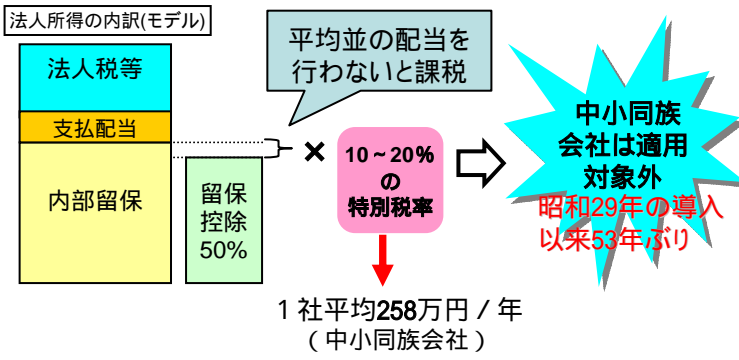 法人所得の内訳(モデル)
法人税等
支払配当
内部留保
留保
控除
50%
平均並の配当を
行わないと課税
×
10~20%
の
特別税率
1社平均258万円/年
(中小同族会社)
中小同族
会社は適用
対象外
昭和29年の導入
以来53年ぶり